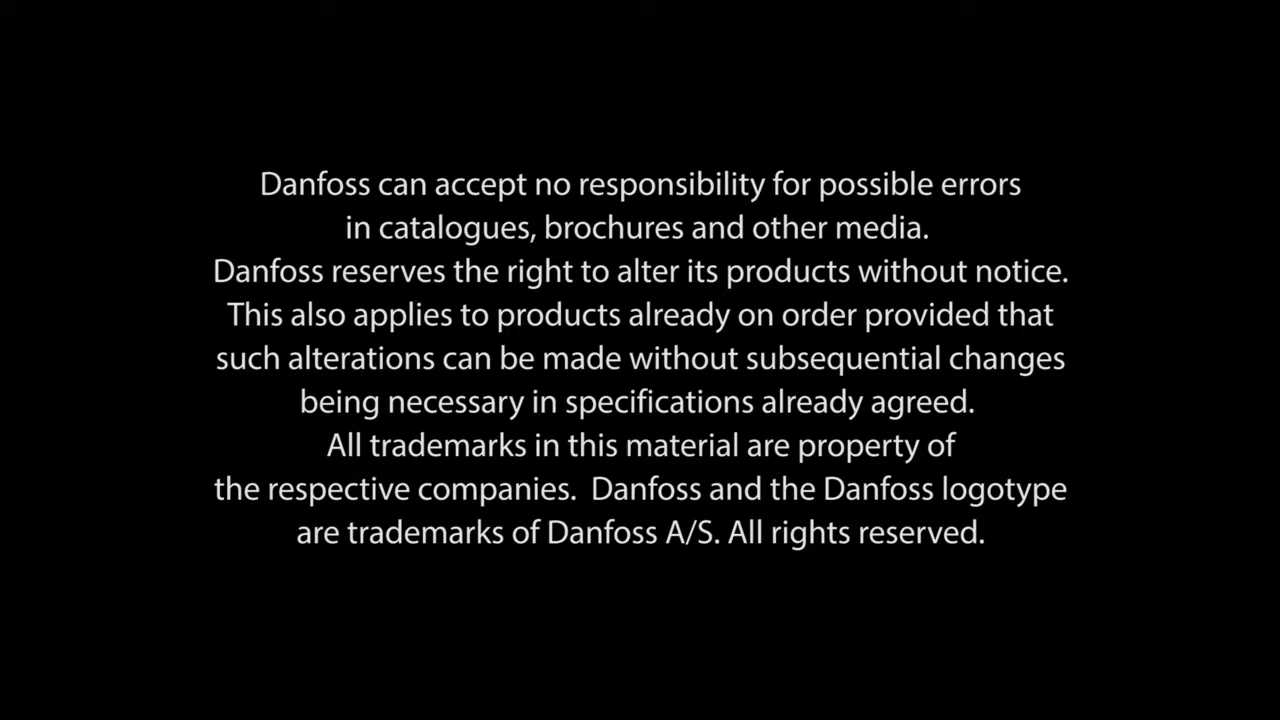 Danfoss can accept no responsibility for possible errors
in catalogues, brochures and other media.
Danfoss reserves the right to alter its products without notice.
This also applies to products already on order provided that
such alterations can be made without subsequential changes
being necessary in specifications already agreed.
All trademarks in this material are property of
the respective companies.  Danfoss and the Danfoss logotype
are trademarks of Danfoss A/S. All rights reserved.